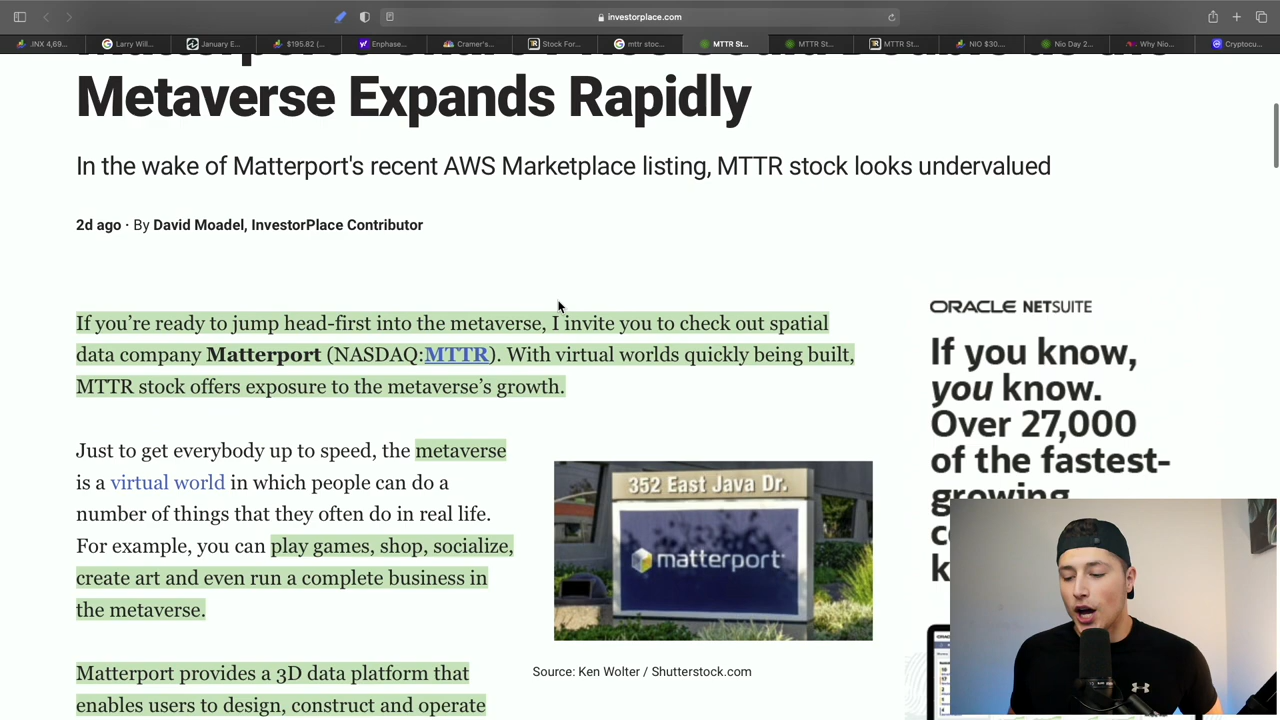 investorplace.com
.INX 4,69...
Larry Will...
January E...
$195.82 (...
Enphase...
Cramer's...
Stock For...
mttr stoc...
MTTR St...
MTTR St...
MTTR St...
NIO $30....
Nio Day 2...
Why Nio...
Cryptocu...
Metaverse Expands Rapidly
In the wake of Matterport's recent AWS Marketplace listing, MTTR stock looks undervalued
2d ago · By David Moadel, InvestorPlace Contributor
If you’re ready to jump head-first into the metaverse, I invite you to check out spatial
data company Matterport (NASDAQ:MTTR). With virtual worlds quickly being built,
MTTR stock offers exposure to the metaverse’s growth.
Just to get everybody up to speed, the metaverse
is a virtual world in which people can do a
number of things that they often do in real life.
For example, you can play games, shop, socialize,
create art and even run a complete business in
the metaverse.
Matterport provides a 3D data platform that
enables users to design, construct and operate
352 East Java Dr.
matterport
Source: Ken Wolter / Shutterstock.com
ORACLE NETSUITE
If you know,
you know.
Over 27,000
of the fastest-
growing